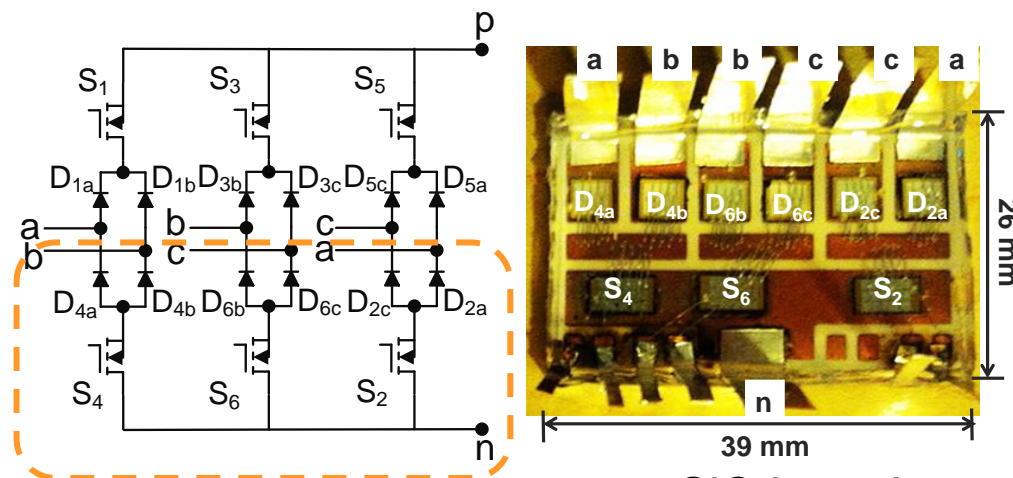 p
S1 S3 S5
D1a D1b D3b D3c D5c D5a
a b c
b c a
D4a D4b D6b D6c D2c D2a
S4 S6 S2
n
a b b c c a
D4a D4b D6b D6c D2c D2a
S4 S6 S2
n
26 mm
39 mm